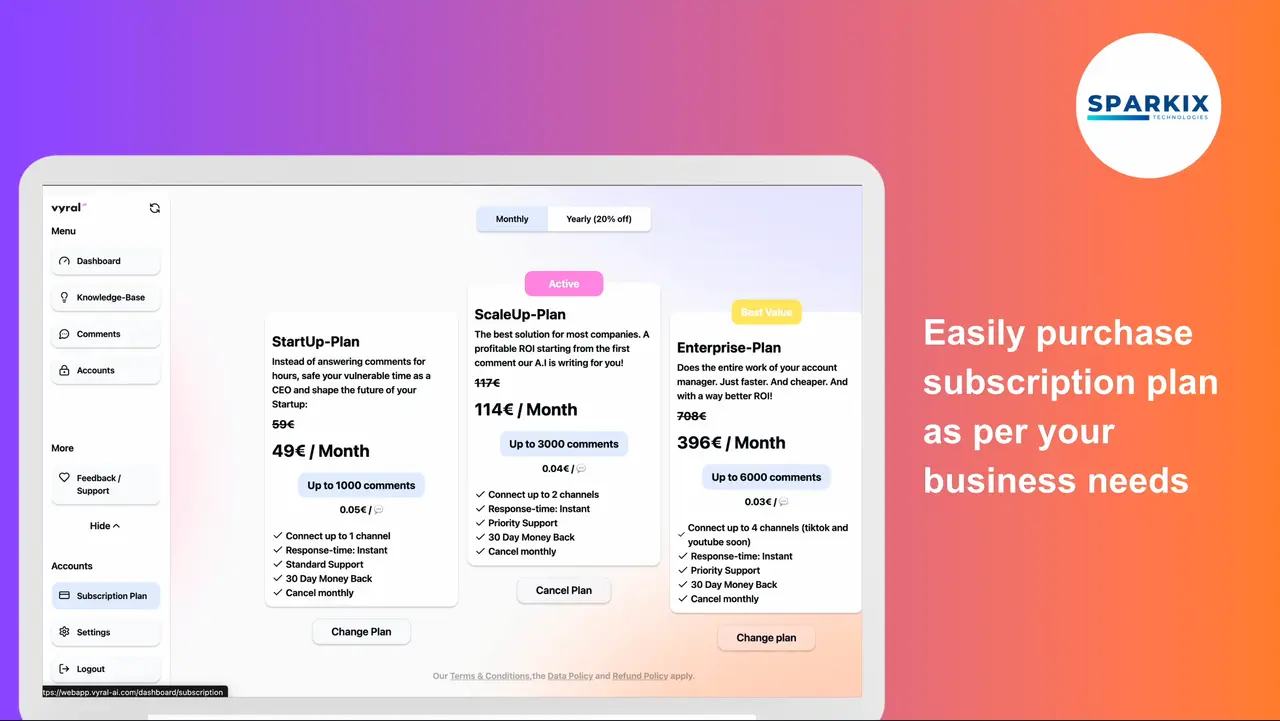 SPARKIX
TECHNOLOGIES
vyral
Menu
Dashboard
Knowledge-Base
Comments
Accounts
More
Feedback /
Support
Hide
Accounts
Subscription Plan
Settings
Logout
tps://webapp.vyral-ai.com/dashboard/subscription
Monthly
Yearly (20% off)
StartUp-Plan
Instead of answering comments for
hours, safe your vulnerable time as a
CEO and shape the future of your
Startup:
59€
49€ / Month
Up to 1000 comments
0.05€ /
Connect up to 1 channel
Response-time: Instant
Standard Support
30 Day Money Back
Cancel monthly
Change Plan
Active
ScaleUp-Plan
The best solution for most companies. A
profitable ROI starting from the first
comment our A.I is writing for you!
117€
114€ / Month
Up to 3000 comments
0.04€ /
Connect up to 2 channels
Response-time: Instant
Priority Support
30 Day Money Back
Cancel monthly
Cancel Plan
Best Value
Enterprise-Plan
Does the entire work of your account
manager. Just faster. And cheaper. And
with a way better ROI!
708€
396€ / Month
Up to 6000 comments
0.03€ /
Connect up to 4 channels (tiktok and
youtube soon)
Response-time: Instant
Priority Support
30 Day Money Back
Cancel monthly
Change plan
Our Terms & Conditions,the Data Policy and Refund Policy apply.
Easily purchase
subscription plan
as per your
business needs